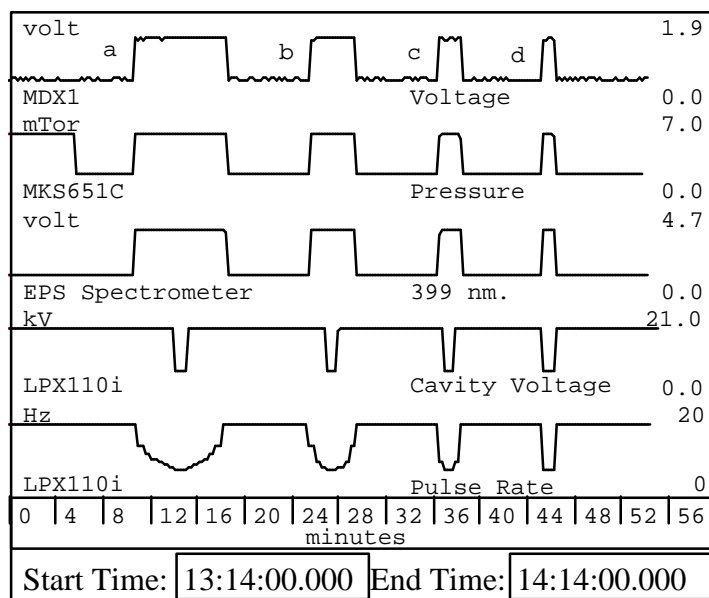 volt 1.9
a b c d
MDX1 Voltage 0.0
mTor 7.0
MKS651C Pressure 0.0
volt 4.7
EPS Spectrometer 399 nm. 0.0
kV 21.0
LPX110i Cavity Voltage 0.0
Hz 20
LPX110i Pulse Rate 0
0 4 8 12 16 20 24 28 32 36 40 44 48 52 56
minutes
Start Time: 13:14:00.000 End Time: 14:14:00.000